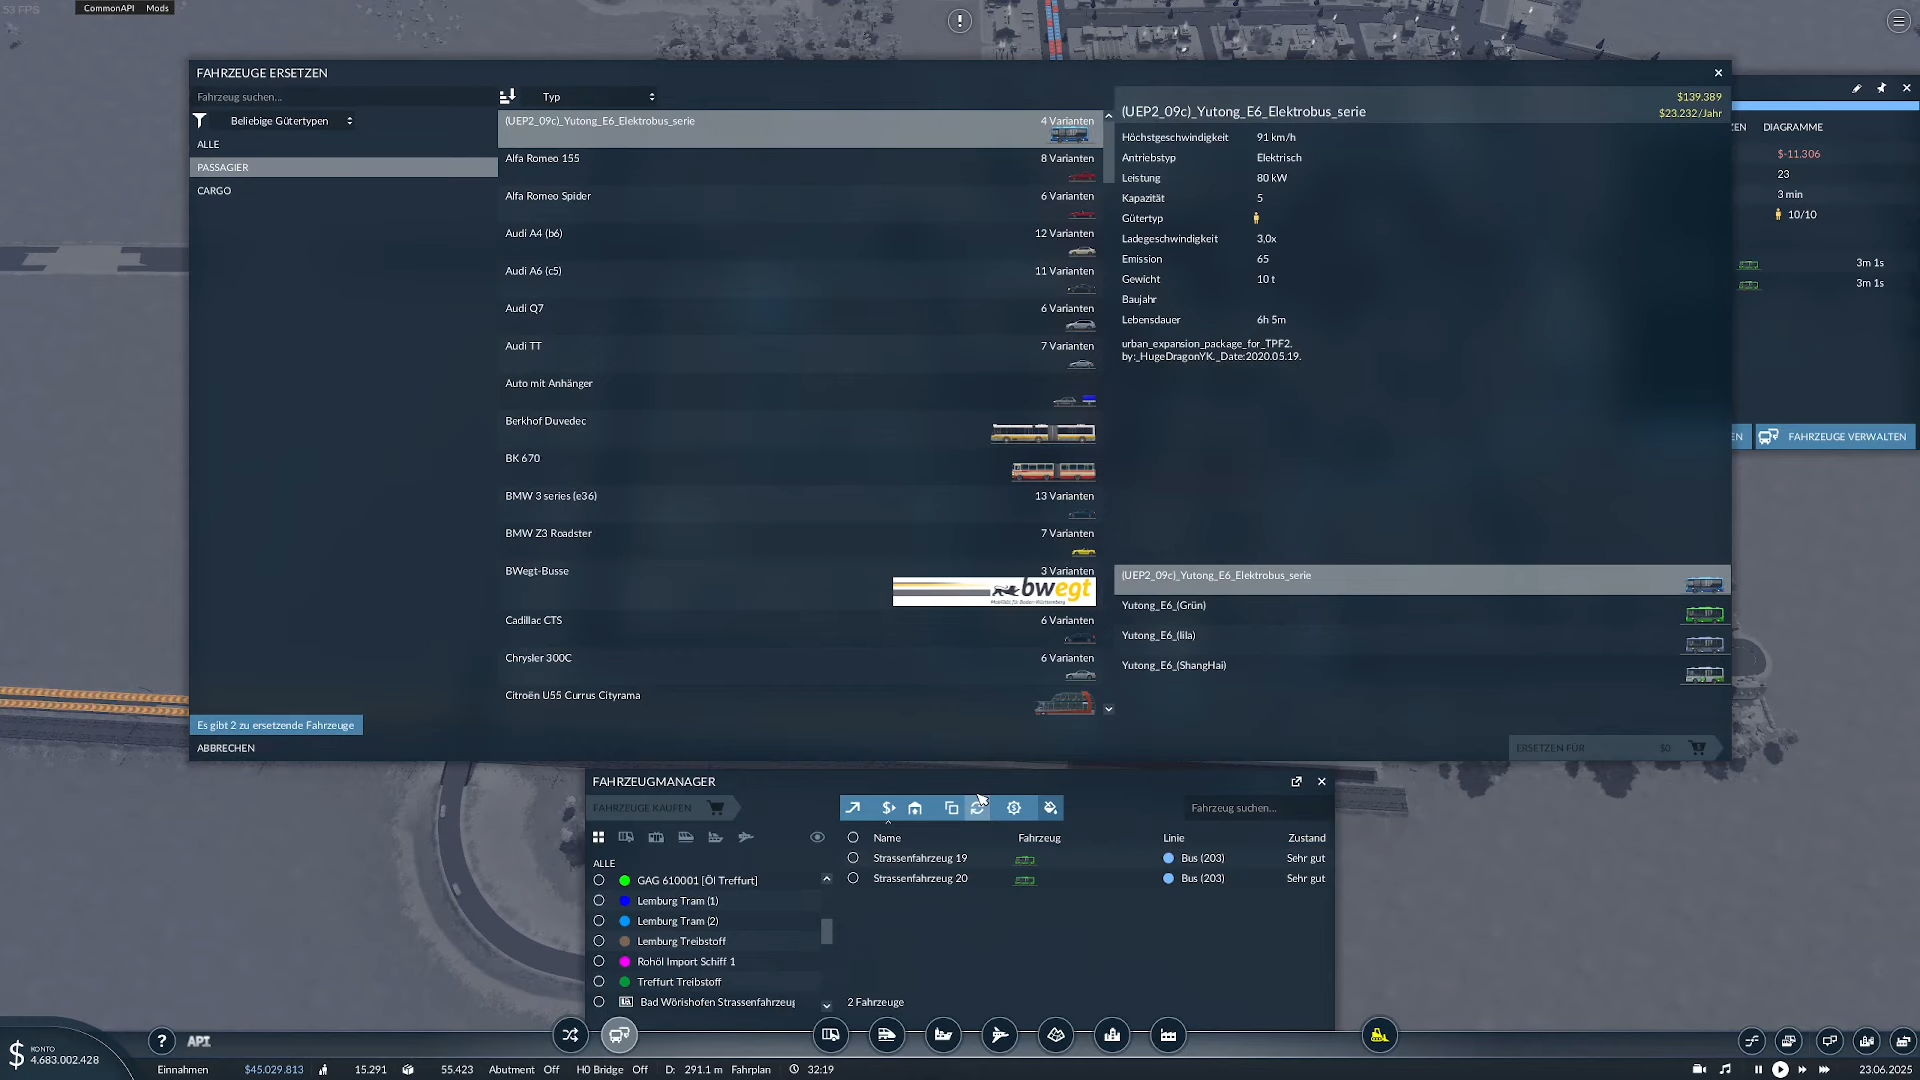 53 FPS
CommonAPI Mods
!
FAHRZEUGE ERSETZEN
Fahrzeug suchen...
Typ
Beliebige Gütertypen
ALLE
PASSAGIER
CARGO
(UEP2_09c)_Yutong_E6_Elektrobus_serie 4 Varianten
Alfa Romeo 155 8 Varianten
Alfa Romeo Spider 6 Varianten
Audi A4 (b6) 12 Varianten
Audi A6 (c5) 11 Varianten
Audi Q7 6 Varianten
Audi TT 7 Varianten
Auto mit Anhänger
Berkhof Duvedec
BK 670
BMW 3 series (e36) 13 Varianten
BMW Z3 Roadster 7 Varianten
BWegt-Busse 3 Varianten
bwegt
Cadillac CTS 6 Varianten
Chrysler 300C 6 Varianten
Citroën U55 Currus Cityrama
(UEP2_09c)_Yutong_E6_Elektrobus_serie
$139.389
$23.232/Jahr
Höchstgeschwindigkeit 91 km/h
Antriebstyp Elektrisch
Leistung 80 kW
Kapazität 5
Gütertyp
Ladegeschwindigkeit 3,0x
Emission 65
Gewicht 10 t
Baujahr
Lebensdauer 6h 5m
urban_expansion_package_for_TPF2.
by:_HugeDragonYK._Date:2020.05.19.
(UEP2_09c)_Yutong_E6_Elektrobus_serie
Yutong_E6_(Grün)
Yutong_E6_(lila)
Yutong_E6_(ShangHai)
Es gibt 2 zu ersetzende Fahrzeuge
ABBRECHEN
ERSETZEN FÜR $0
ZEN DIAGRAMME
$-11.306
23
3 min
10/10
3m 1s
3m 1s
EN FAHRZEUGE VERWALTEN
FAHRZEUGMANAGER
FAHRZEUGE KAUFEN
Fahrzeug suchen...
ALLE
GAG 610001 [Öl Treffurt]
Lemburg Tram (1)
Lemburg Tram (2)
Lemburg Treibstoff
Rohöl Import Schiff 1
Treffurt Treibstoff
Bad Wörishofen Strassenfahrzeug
Name Fahrzeug Linie Zustand
Strassenfahrzeug 19 Bus (203) Sehr gut
Strassenfahrzeug 20 Bus (203) Sehr gut
2 Fahrzeuge
KONTO
$ 4.683.002.428
? API
Einnahmen $45.029.813 15.291 55.423 Abutment Off H0 Bridge Off D: 291.1 m Fahrplan 32:19
23.06.2025